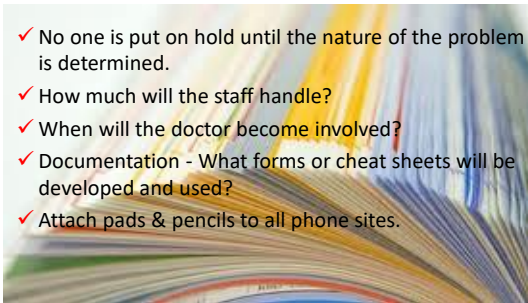 ✓ No one is put on hold until the nature of the problem
is determined.
✓ How much will the staff handle?
✓ When will the doctor become involved?
✓ Documentation - What forms or cheat sheets will be
developed and used?
✓ Attach pads & pencils to all phone sites.